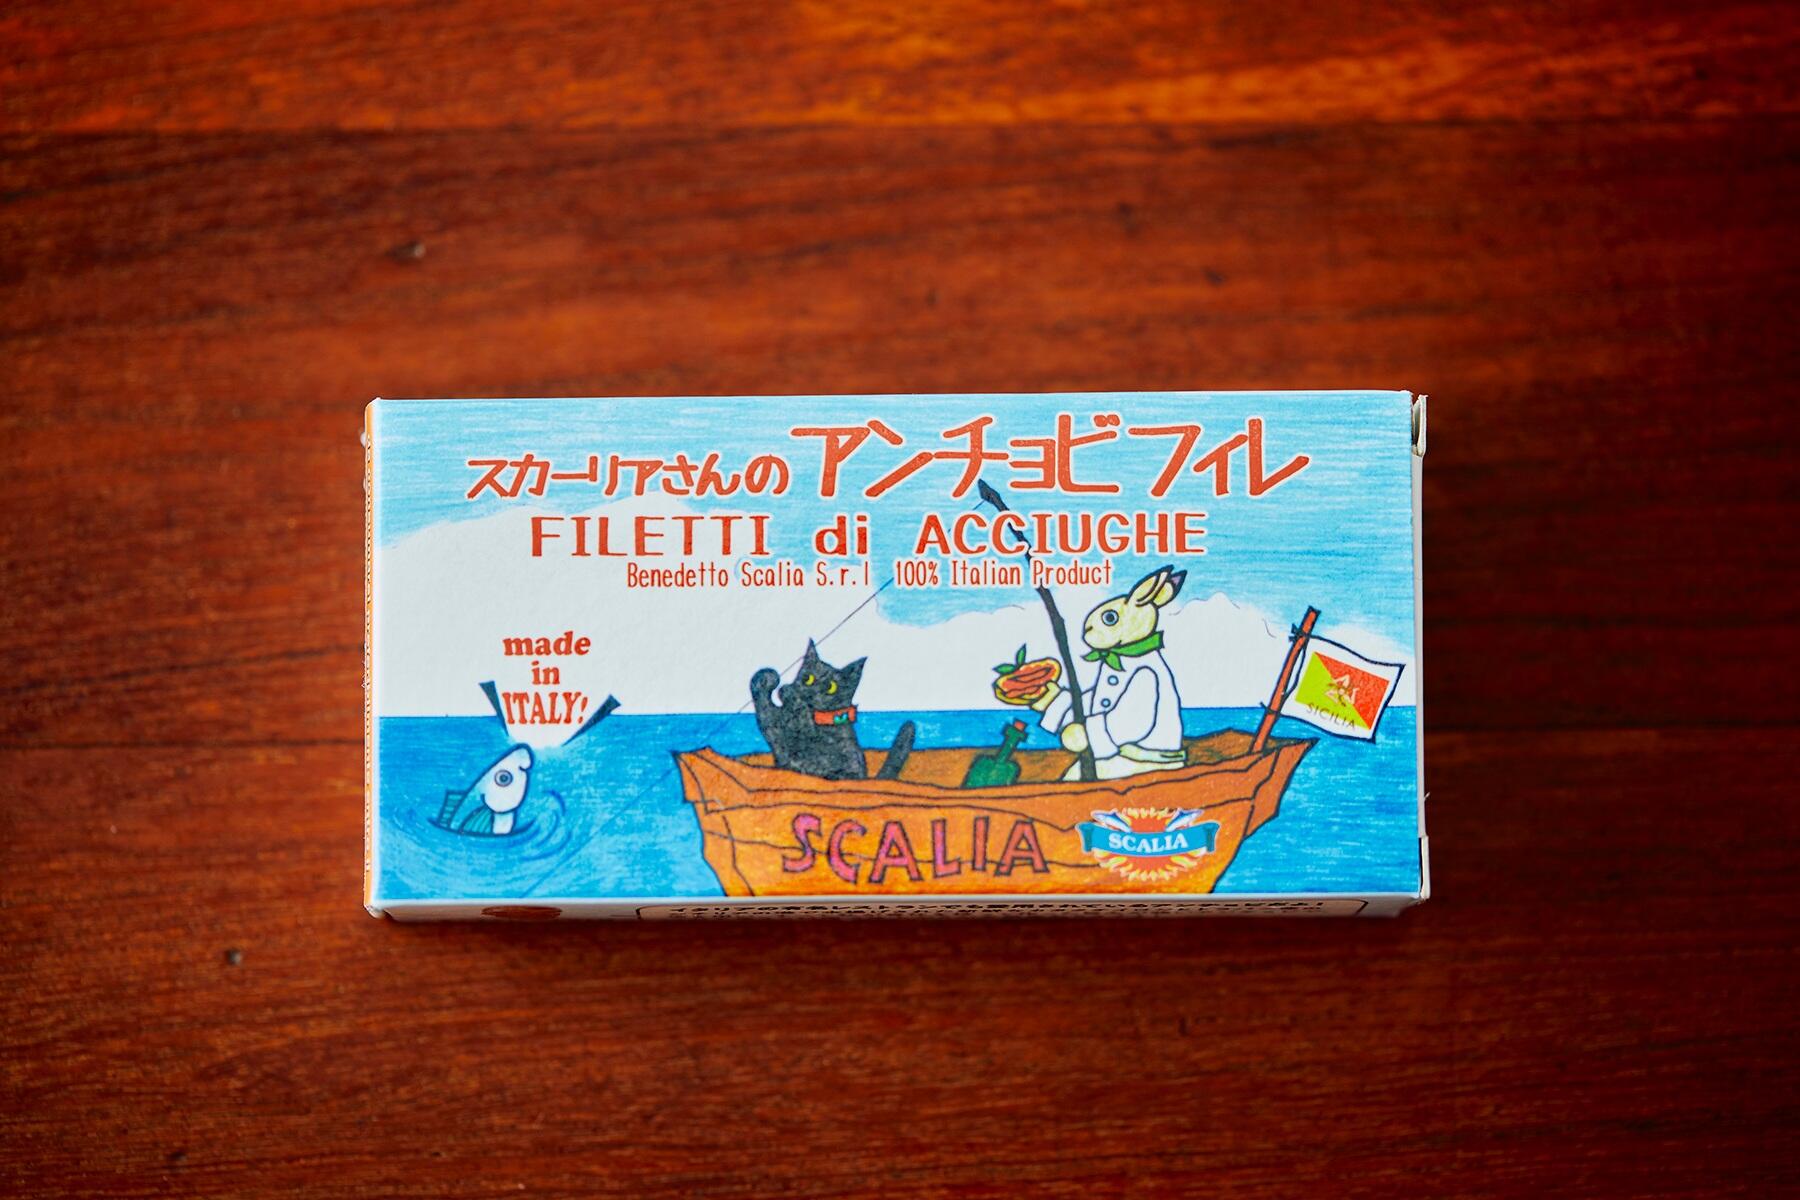 スカーリアさんの アンチョビフィレ
FILETTI di ACCIUGHE
Benedetto Scalia S.r.l 100% Italian Product
made
in
ITALY!
SICILIA
SCALIA
SCALIA